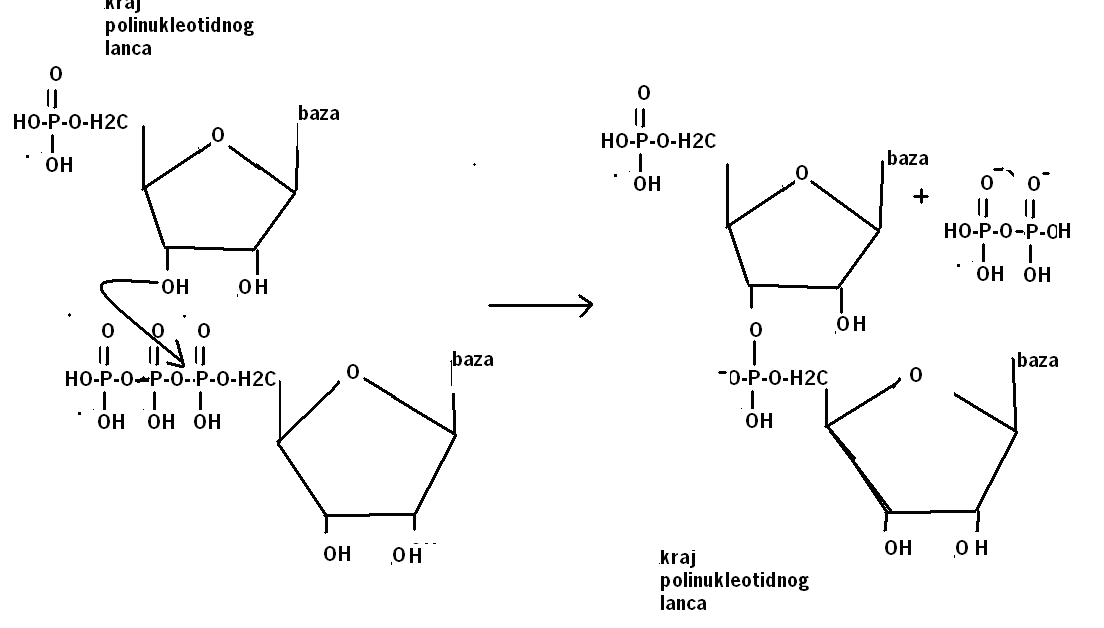 kraj
polinukleotidnog
lanca
O
HO-P-O-H2C
OH
O
baza
OH
OH
O
O
O
HO-P-O-P-O-P-O-H2C
OH
OH
OH
O
baza
OH
OH
O
HO-P-O-H2C
OH
O
baza
+
O-
O-
HO-P-O-P-OH
OH
OH
OH
O
-O-P-O-H2C
OH
O
baza
OH
OH
kraj
polinukleotidnog
lanca